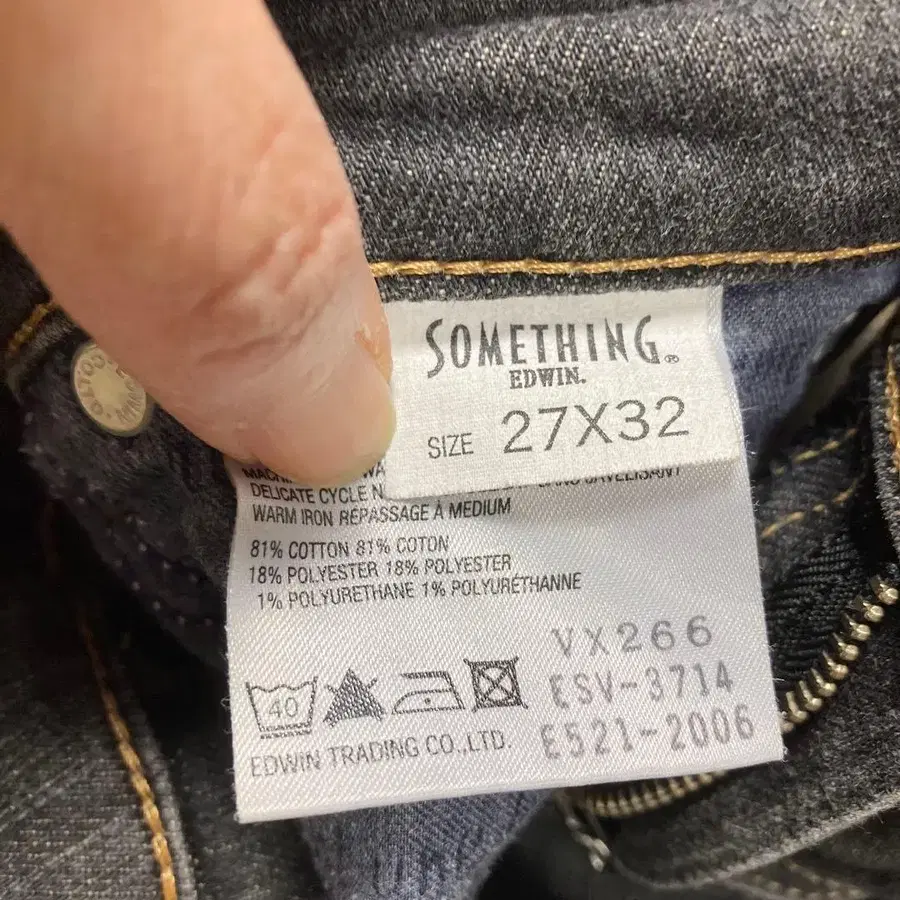 SOMETHING®
EDWIN.
SIZE 27X32
DELICATE CYCLE
WARM IRON REPASSAGE À MEDIUM
81% COTTON 81% COTON
18% POLYESTER 18% POLYESTER
1% POLYURETHANE 1% POLYURÉTHANNE
VX266
ESV-3714
E521-2006
40
EDWIN TRADING CO.,LTD.